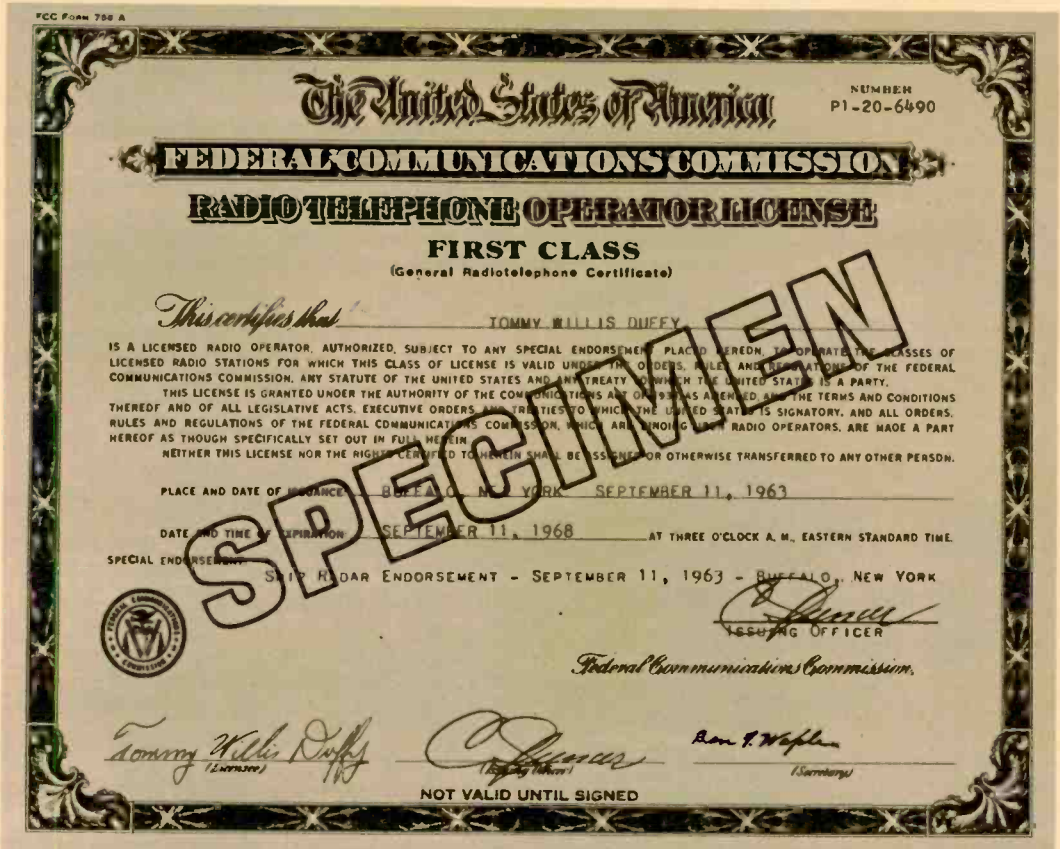 FCC FORM 756 A
The United States of America
NUMBER
P1-20-6490
FEDERAL COMMUNICATIONS COMMISSION
RADIO TELEPHONE OPERATOR LICENSE
FIRST CLASS
(General Radiotelephone Certificate)
This certifies that TOMMY WILLIS DUFFY
IS A LICENSED RADIO OPERATOR, AUTHORIZED, SUBJECT TO ANY SPECIAL ENDORSEMENT PLACED HEREON, TO OPERATE THE CLASSES OF
LICENSED RADIO STATIONS FOR WHICH THIS CLASS OF LICENSE IS VALID UNDER THE ORDERS, RULES AND REGULATIONS OF THE FEDERAL
COMMUNICATIONS COMMISSION, ANY STATUTE OF THE UNITED STATES AND ANY TREATY TO WHICH THE UNITED STATES IS A PARTY.
THIS LICENSE IS GRANTED UNDER THE AUTHORITY OF THE COMMUNICATIONS ACT OF 1934 AS AMENDED, AND THE TERMS AND CONDITIONS
THEREOF AND OF ALL LEGISLATIVE ACTS, EXECUTIVE ORDERS, AND TREATIES TO WHICH THE UNITED STATES IS SIGNATORY, AND ALL ORDERS,
RULES AND REGULATIONS OF THE FEDERAL COMMUNICATIONS COMMISSION, WHICH ARE BINDING UPON RADIO OPERATORS, ARE MADE A PART
HEREOF AS THOUGH SPECIFICALLY SET OUT IN FULL HEREIN.
NEITHER THIS LICENSE NOR THE RIGHTS CERTIFIED TO HEREIN SHALL BE ASSIGNED OR OTHERWISE TRANSFERRED TO ANY OTHER PERSON.
SPECIMEN
PLACE AND DATE OF ISSUANCE BUFFALO, NEW YORK SEPTEMBER 11, 1963
DATE AND TIME OF EXPIRATION SEPTEMBER 11, 1968 AT THREE O'CLOCK A. M., EASTERN STANDARD TIME.
SPECIAL ENDORSEMENT
SHIP RADAR ENDORSEMENT - SEPTEMBER 11, 1963 - BUFFALO, NEW YORK
ISSUING OFFICER
FEDERAL COMMUNICATIONS COMMISSION
Federal Communications Commission.
Tommy Willis Duffy
Ben F. Waple
(Licensee)
(Issuing Officer)
(Secretary)
NOT VALID UNTIL SIGNED